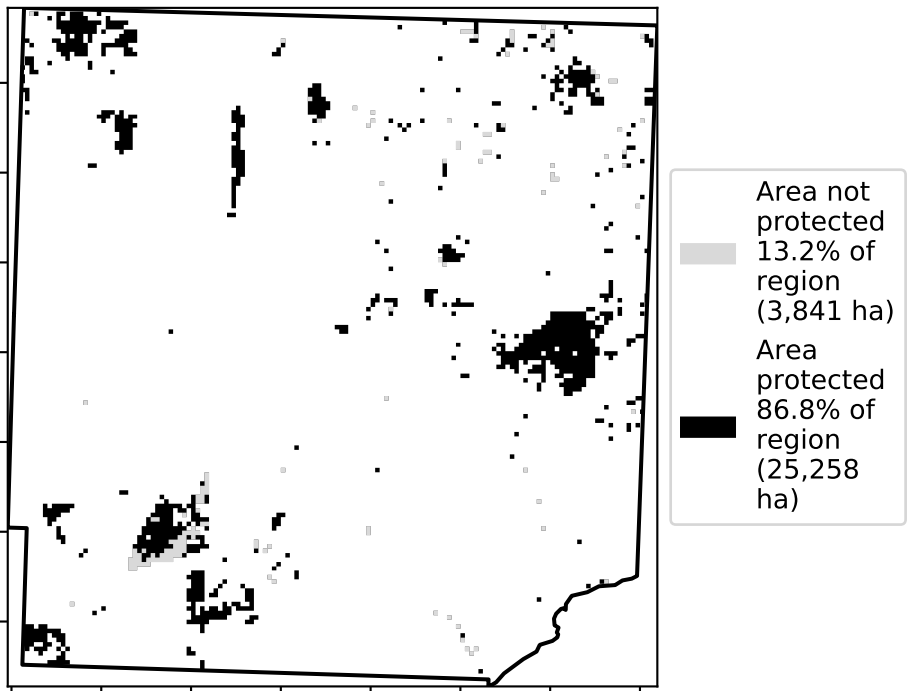 Area not
protected
13.2% of
region
(3,841 ha)
Area
protected
86.8% of
region
(25,258
ha)